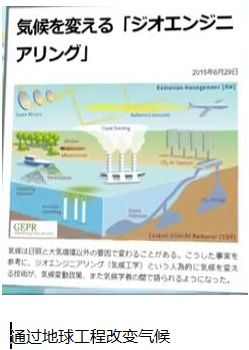 気候を変える「ジオエンジニ
アリング」
2015年6月29日
Radiation Management [RM]
Space Mirrors
Cloud Seeding
GEPR
Carbon Dioxide Removal [CDR]
気候は日照と大気循環以外の要因で変わることがある。こうした事実を
参考に、ジオエンジニアリング（気候工学）という人為的に気候を変え
る技術が、気候変動政策、また気候学者の間で語られるようになった。
通过地球工程改变气候